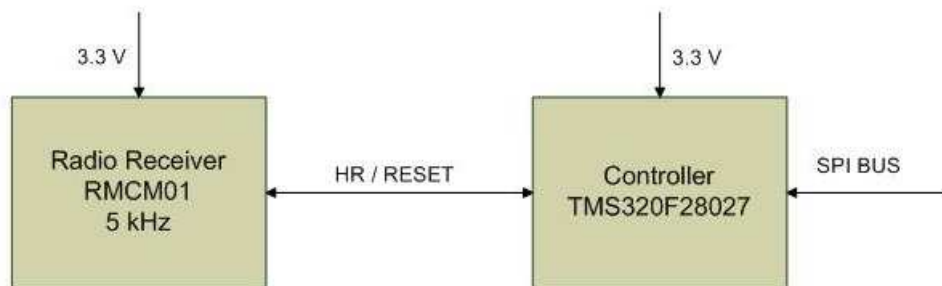 3.3 V
3.3 V
Radio Receiver
RMCM01
5 kHz
HR / RESET
Controller
TMS320F28027
SPI BUS